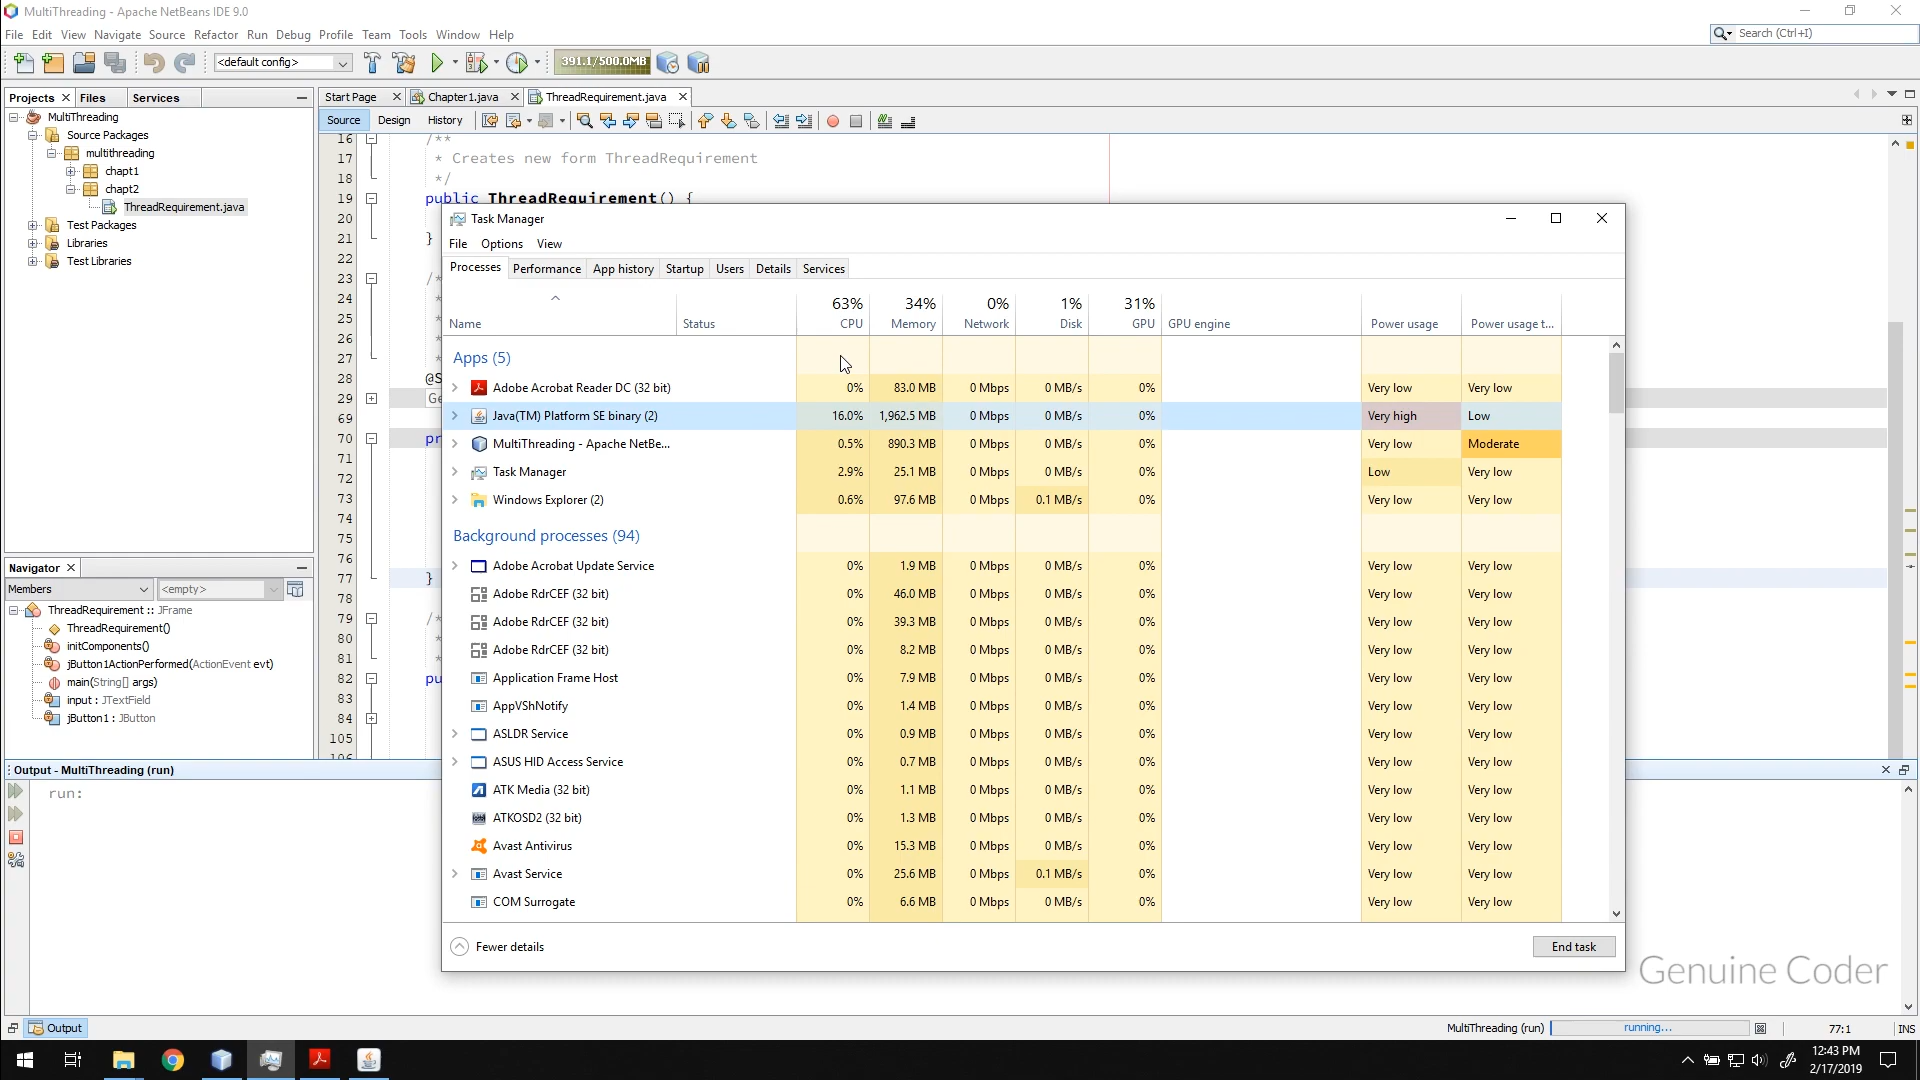 MultiThreading - Apache NetBeans IDE 9.0
File Edit View Navigate Source Refactor Run Debug Profile Team Tools Window Help
Search (Ctrl+I)
<default config>
391.1/500.0MB
Projects Files Services
Start Page Chapter1.java ThreadRequirement.java
Source Design History
MultiThreading
Source Packages
multithreading
chapt1
chapt2
ThreadRequirement.java
Test Packages
Libraries
Test Libraries
16 /**
17 * Creates new form ThreadRequirement
18 */
19 public ThreadRequirement() {
20
21 }
22
23 /*
24 *
25 *
26 *
27 *
28 @S
29 Ge
69
70 pr
71
72
73
74
75
76
77 }
78
79 /*
80 *
81 *
82 pu
83
84
105
106
Task Manager
File Options View
Processes Performance App history Startup Users Details Services
63% 34% 0% 1% 31%
Name Status CPU Memory Network Disk GPU GPU engine Power usage Power usage t...
Apps (5)
Adobe Acrobat Reader DC (32 bit) 0% 83.0 MB 0 Mbps 0 MB/s 0% Very low Very low
Java(TM) Platform SE binary (2) 16.0% 1,962.5 MB 0 Mbps 0 MB/s 0% Very high Low
MultiThreading - Apache NetBe... 0.5% 890.3 MB 0 Mbps 0 MB/s 0% Very low Moderate
Task Manager 2.9% 25.1 MB 0 Mbps 0 MB/s 0% Low Very low
Windows Explorer (2) 0.6% 97.6 MB 0 Mbps 0.1 MB/s 0% Very low Very low
Background processes (94)
Adobe Acrobat Update Service 0% 1.9 MB 0 Mbps 0 MB/s 0% Very low Very low
Adobe RdrCEF (32 bit) 0% 46.0 MB 0 Mbps 0 MB/s 0% Very low Very low
Adobe RdrCEF (32 bit) 0% 39.3 MB 0 Mbps 0 MB/s 0% Very low Very low
Adobe RdrCEF (32 bit) 0% 8.2 MB 0 Mbps 0 MB/s 0% Very low Very low
Application Frame Host 0% 7.9 MB 0 Mbps 0 MB/s 0% Very low Very low
AppVShNotify 0% 1.4 MB 0 Mbps 0 MB/s 0% Very low Very low
ASLDR Service 0% 0.9 MB 0 Mbps 0 MB/s 0% Very low Very low
ASUS HID Access Service 0% 0.7 MB 0 Mbps 0 MB/s 0% Very low Very low
ATK Media (32 bit) 0% 1.1 MB 0 Mbps 0 MB/s 0% Very low Very low
ATKOSD2 (32 bit) 0% 1.3 MB 0 Mbps 0 MB/s 0% Very low Very low
Avast Antivirus 0% 15.3 MB 0 Mbps 0 MB/s 0% Very low Very low
Avast Service 0% 25.6 MB 0 Mbps 0.1 MB/s 0% Very low Very low
COM Surrogate 0% 6.6 MB 0 Mbps 0 MB/s 0% Very low Very low
Fewer details
End task
Navigator
Members <empty>
ThreadRequirement :: JFrame
ThreadRequirement()
initComponents()
jButton1ActionPerformed(ActionEvent evt)
main(String[] args)
input : JTextField
jButton1 : JButton
Output - MultiThreading (run)
run:
Genuine Coder
Output
MultiThreading (run) running... 77:1 INS
12:43 PM
2/17/2019